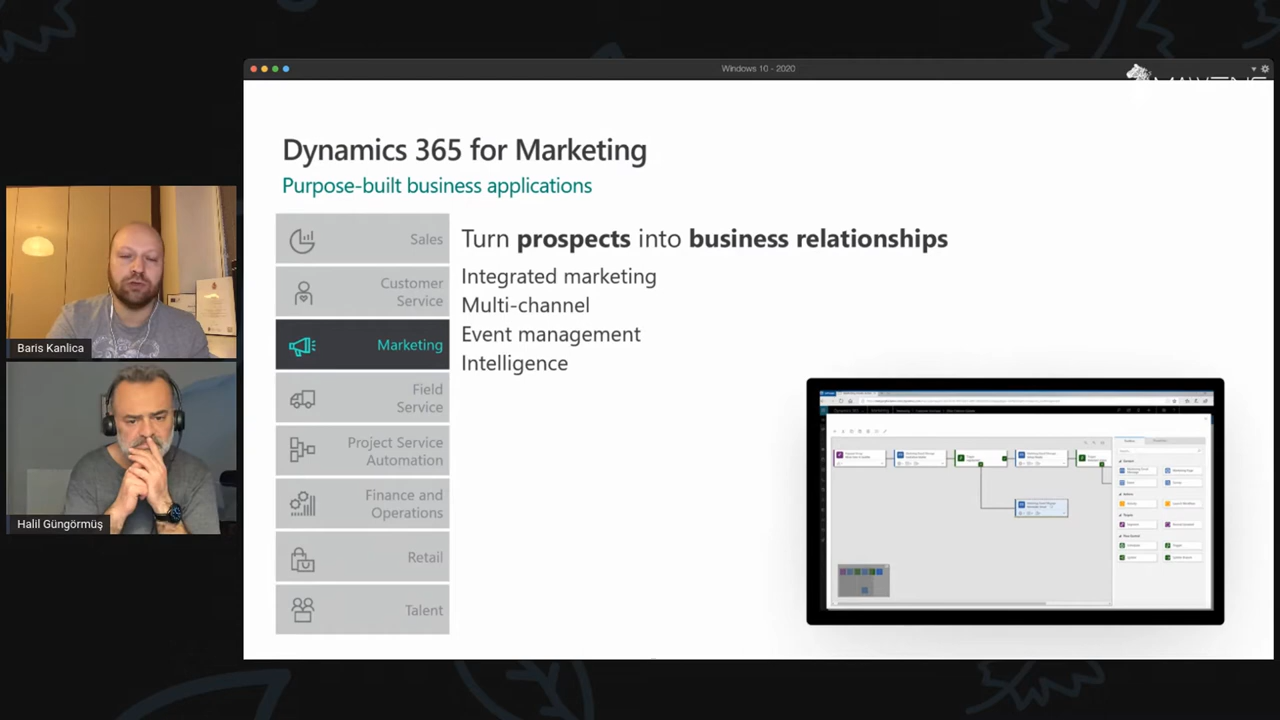 Windows 10 - 2020
Dynamics 365 for Marketing
Purpose-built business applications
Sales
Customer
Service
Marketing
Field
Service
Project Service
Automation
Finance and
Operations
Retail
Talent
Turn prospects into business relationships
Integrated marketing
Multi-channel
Event management
Intelligence
Baris Kanlica
Halil Güngörmüş
Dynamics 365